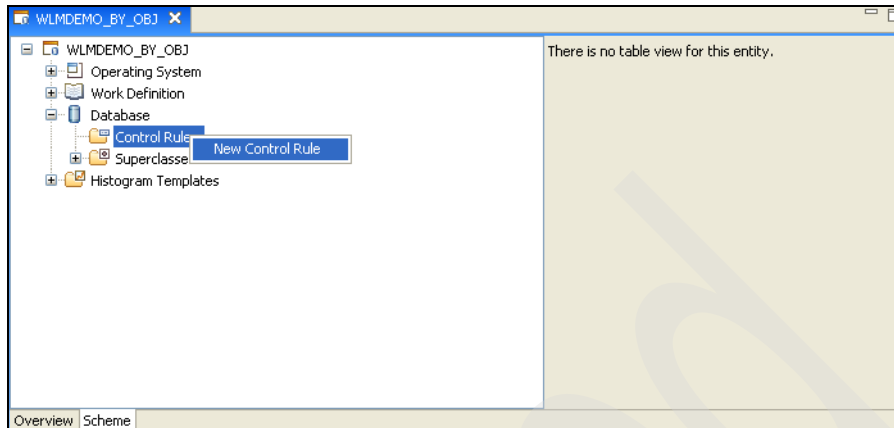 WLMDEMO_BY_OBJ
WLMDEMO_BY_OBJ
There is no table view for this entity.
Operating System
Work Definition
Database
Control Rule
New Control Rule
Superclasse
Histogram Templates
Overview Scheme